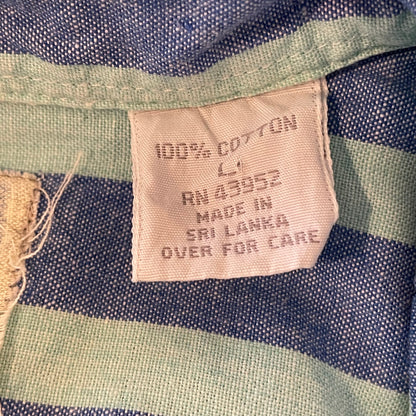 100% COTTON
L.
RN 43952
MADE IN
SRI LANKA
OVER FOR CARE